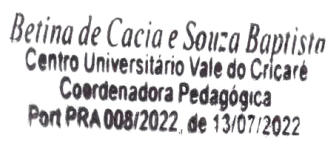 Betina de Cacia e Souza Baptista
Centro Universitário Vale do Cricaré
Coordenadora Pedagógica
Port PRA 008/2022, de 13/07/2022